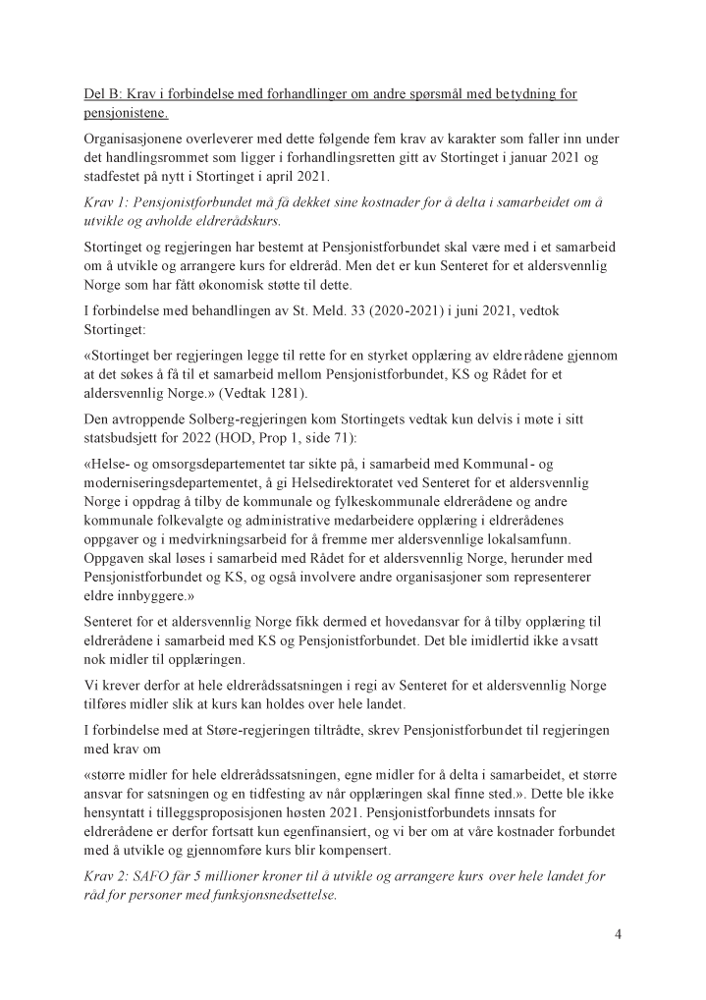 Del B: Krav i forbindelse med forhandlinger om andre spørsmål med betydning for
pensjonistene.
Organisasjonene overleverer med dette følgende fem krav av karakter som faller inn under
det handlingsrommet som ligger i forhandlingsretten gitt av Stortinget i januar 2021 og
stadfestet på nytt i Stortinget i april 2021.
Krav 1: Pensjonistforbundet må få dekket sine kostnader for å delta i samarbeidet om å
utvikle og avholde eldrerådskurs.
Stortinget og regjeringen har bestemt at Pensjonistforbundet skal være med i et samarbeid
om å utvikle og arrangere kurs for eldreråd. Men det er kun Senteret for et aldersvennlig
Norge som har fått økonomisk støtte til dette.
I forbindelse med behandlingen av St. Meld. 33 (2020-2021) i juni 2021, vedtok
Stortinget:
«Stortinget ber regjeringen legge til rette for en styrket opplæring av eldrerådene gjennom
at det søkes å få til et samarbeid mellom Pensjonistforbundet, KS og Rådet for et
aldersvennlig Norge.» (Vedtak 1281).
Den avtroppende Solberg-regjeringen kom Stortingets vedtak kun delvis i møte i sitt
statsbudsjett for 2022 (HOD, Prop 1, side 71):
«Helse- og omsorgsdepartementet tar sikte på, i samarbeid med Kommunal- og
moderniseringsdepartementet, å gi Helsedirektoratet ved Senteret for et aldersvennlig
Norge i oppdrag å tilby de kommunale og fylkeskommunale eldrerådene og andre
kommunale folkevalgte og administrative medarbeidere opplæring i eldrerådenes
oppgaver og i medvirkningsarbeid for å fremme mer aldersvennlige lokalsamfunn.
Oppgaven skal løses i samarbeid med Rådet for et aldersvennlig Norge, herunder med
Pensjonistforbundet og KS, og også involvere andre organisasjoner som representerer
eldre innbyggere.»
Senteret for et aldersvennlig Norge fikk dermed et hovedansvar for å tilby opplæring til
eldrerådene i samarbeid med KS og Pensjonistforbundet. Det ble imidlertid ikke avsatt
nok midler til opplæringen.
Vi krever derfor at hele eldrerådssatsningen i regi av Senteret for et aldersvennlig Norge
tilføres midler slik at kurs kan holdes over hele landet.
I forbindelse med at Støre-regjeringen tiltrådte, skrev Pensjonistforbundet til regjeringen
med krav om
«større midler for hele eldrerådssatsningen, egne midler for å delta i samarbeidet, et større
ansvar for satsningen og en tidfesting av når opplæringen skal finne sted.». Dette ble ikke
hensyntatt i tilleggsproposisjonen høsten 2021. Pensjonistforbundets innsats for
eldrerådene er derfor fortsatt kun egenfinansiert, og vi ber om at våre kostnader forbundet
med å utvikle og gjennomføre kurs blir kompensert.
Krav 2: SAFO får 5 millioner kroner til å utvikle og arrangere kurs over hele landet for
råd for personer med funksjonsnedsettelse.
4